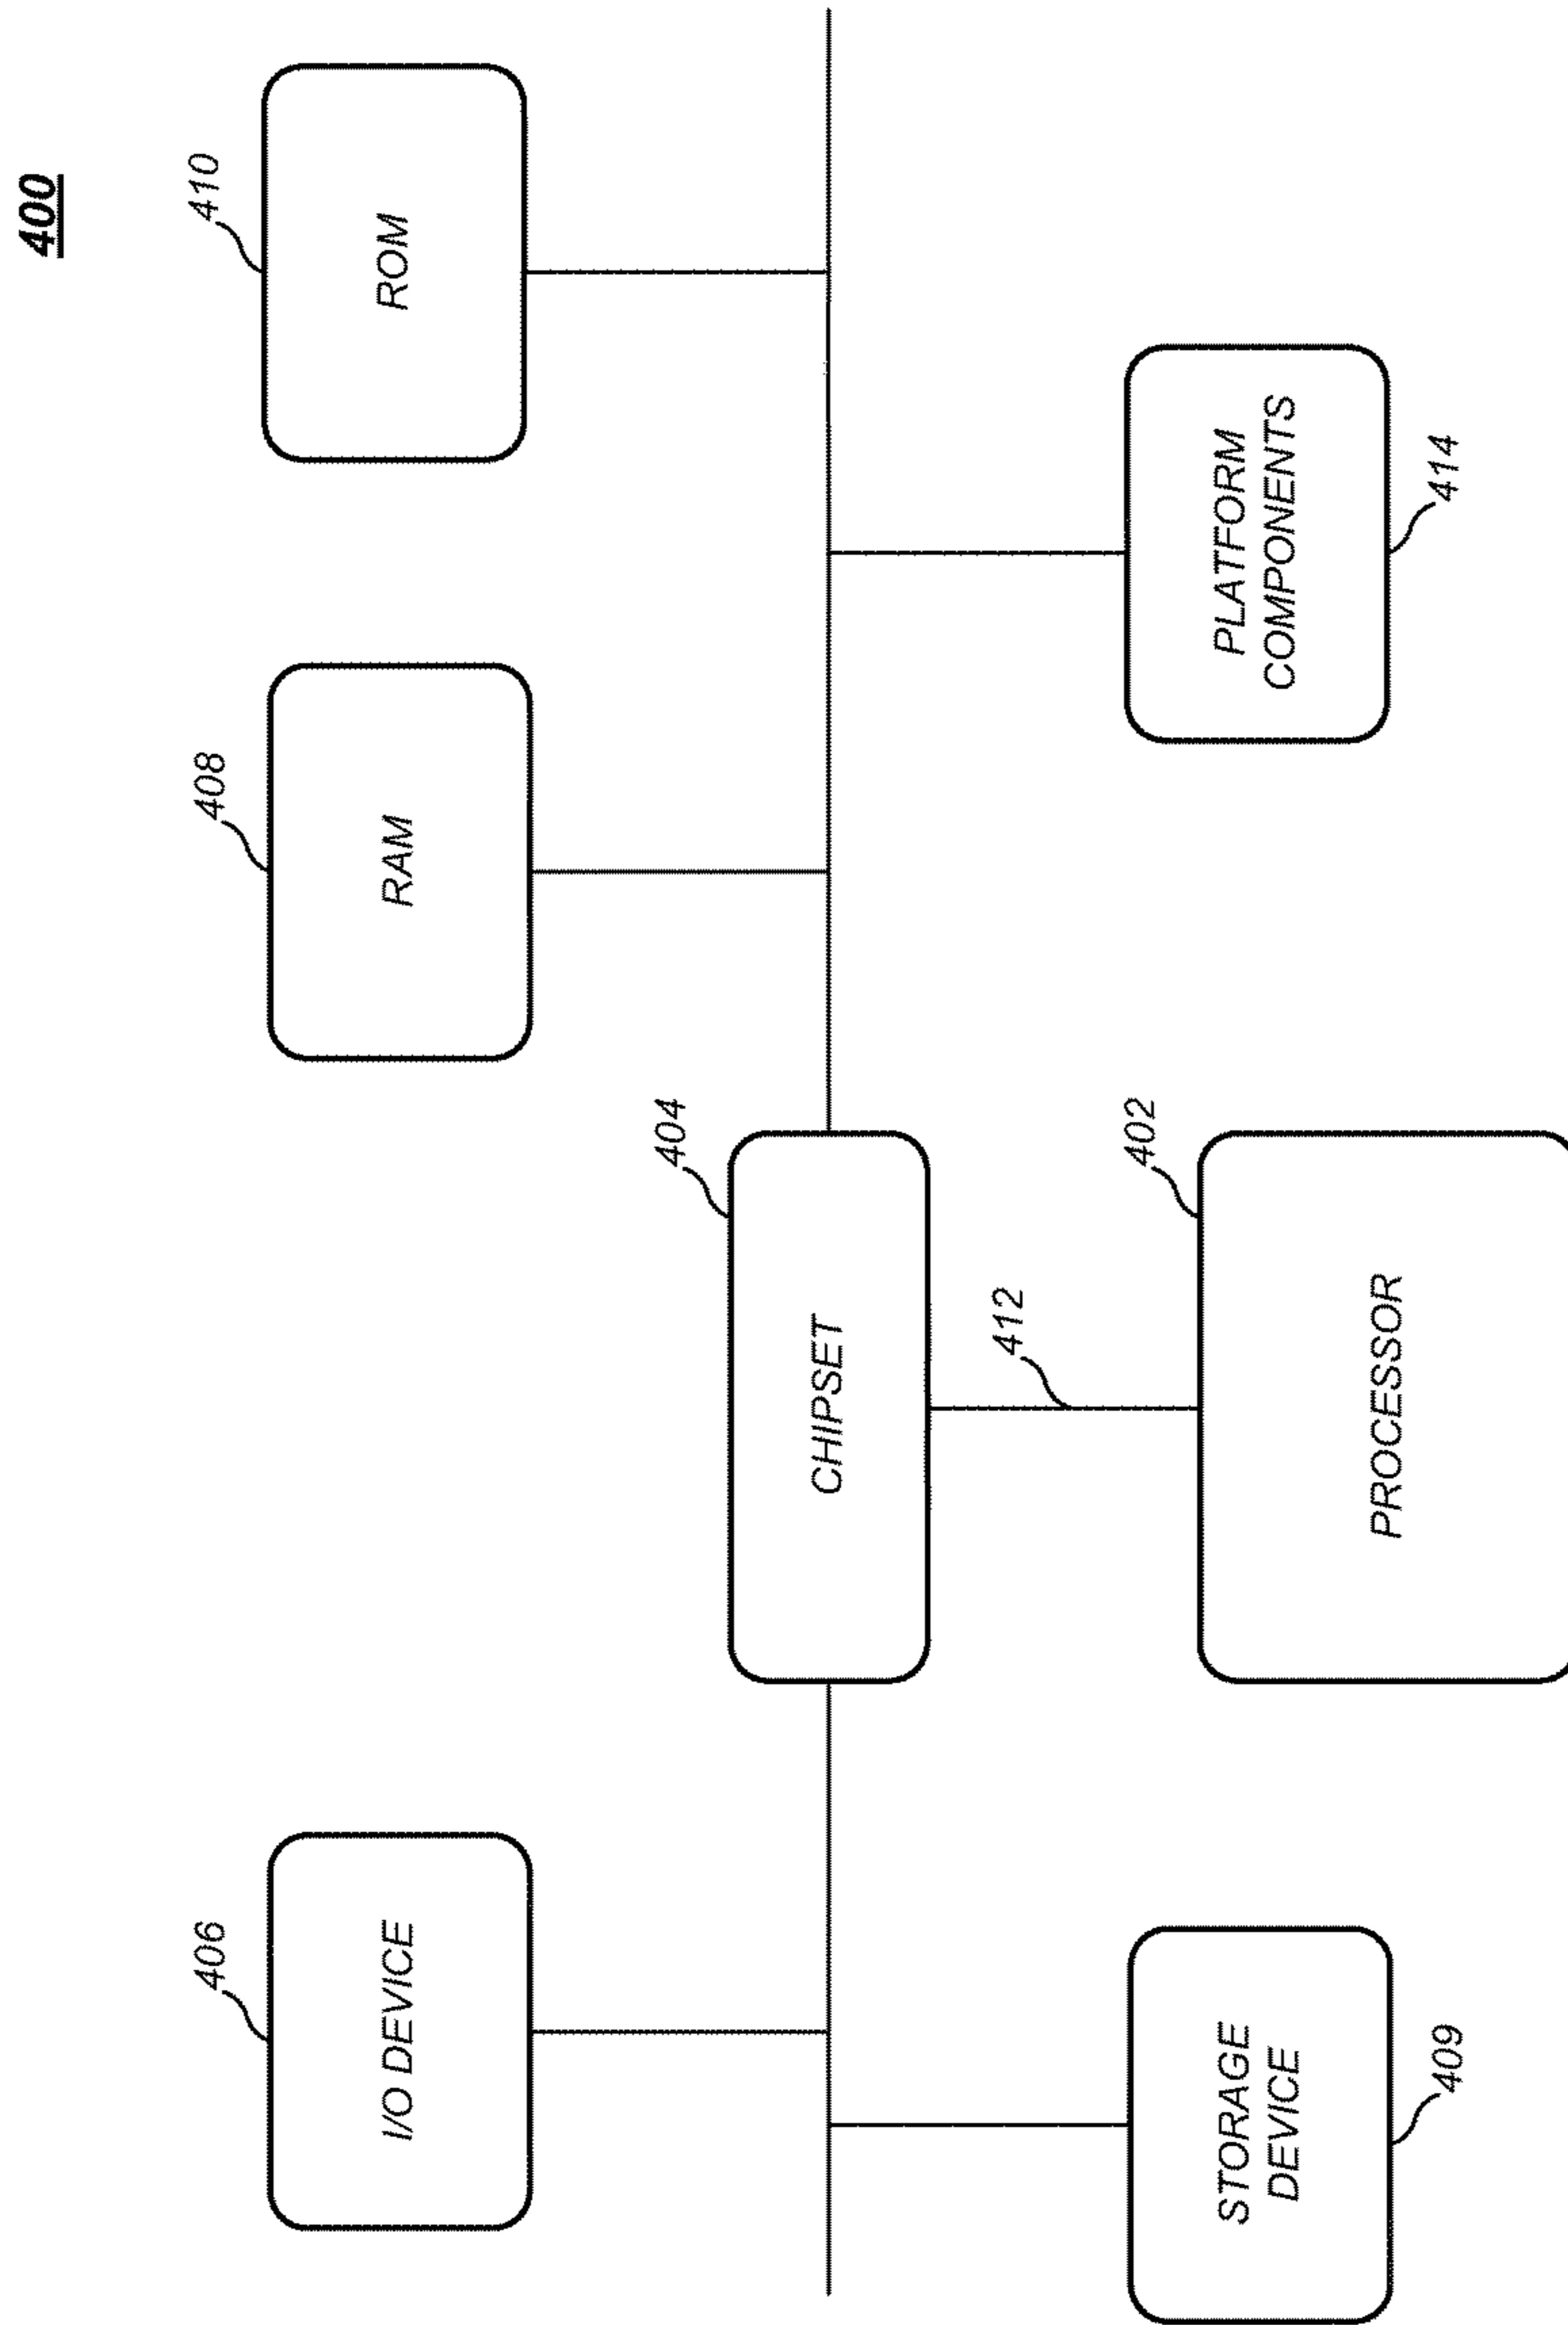 400
406
I/O DEVICE
408
RAM
410
ROM
404
CHIPSET
412
402
PROCESSOR
STORAGE
DEVICE
409
PLATFORM
COMPONENTS
414